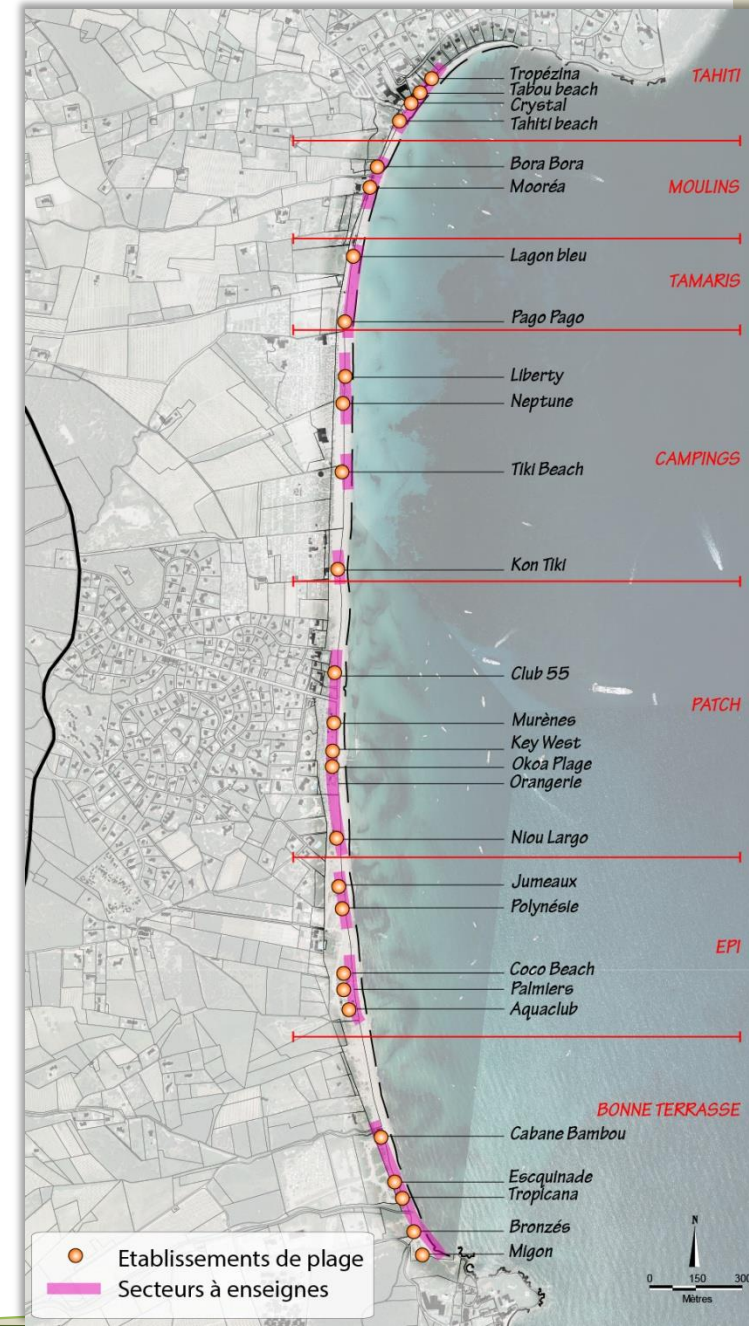 Tropézina
TAHITI
Tabou beach
Crystal
Tahiti beach
Bora Bora
Mooréa
MOULINS
Lagon bleu
TAMARIS
Pago Pago
Liberty
Neptune
CAMPINGS
Tiki Beach
Kon Tiki
Club 55
PATCH
Murènes
Key West
Okoa Plage
Orangerie
Niou Largo
Jumeaux
Polynésie
EPI
Coco Beach
Palmiers
Aquaclub
BONNE TERRASSE
Cabane Bambou
Escquinade
Tropicana
Bronzés
Migon
N
0 150 300
Mètres
Etablissements de plage
Secteurs à enseignes